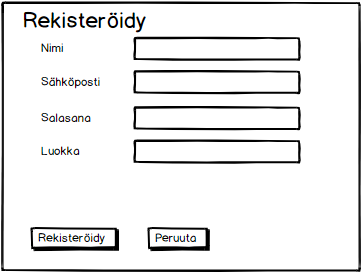 Rekisteröidy
Nimi
Sähköposti
Salasana
Luokka
Rekisteröidy
Peruuta